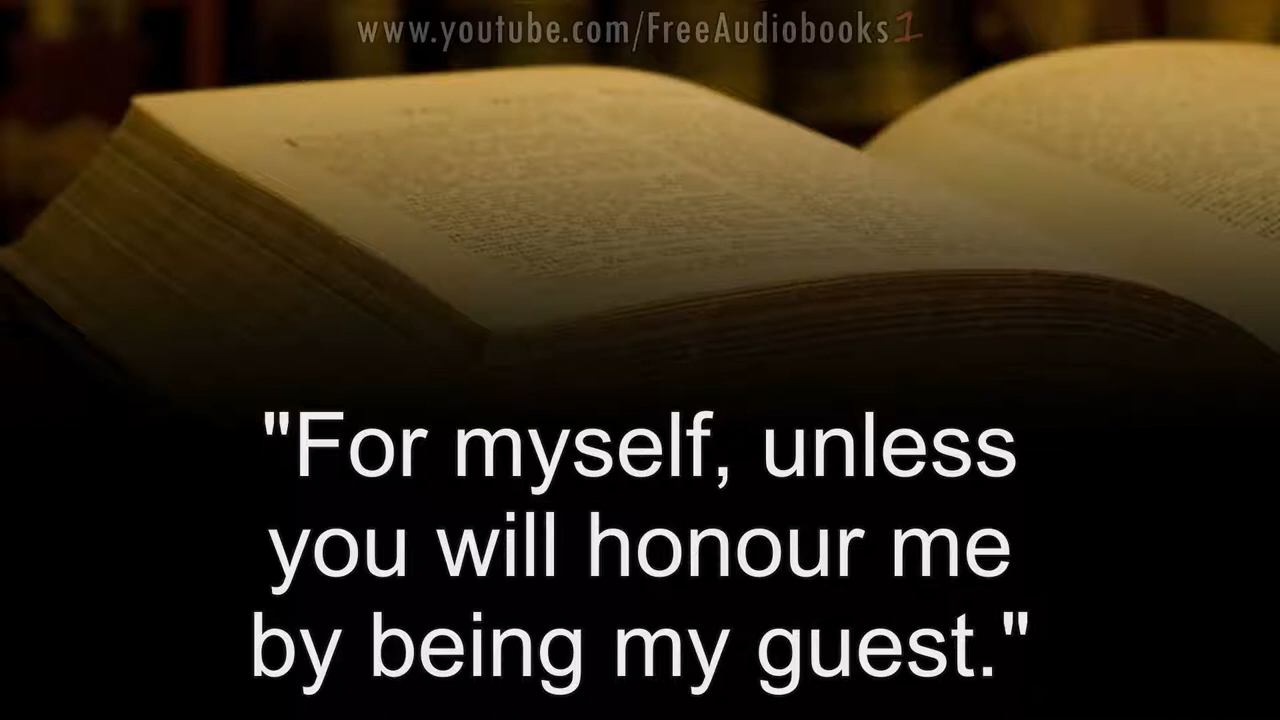 www.youtube.com/FreeAudiobooks1
"For myself, unless
you will honour me
by being my guest."